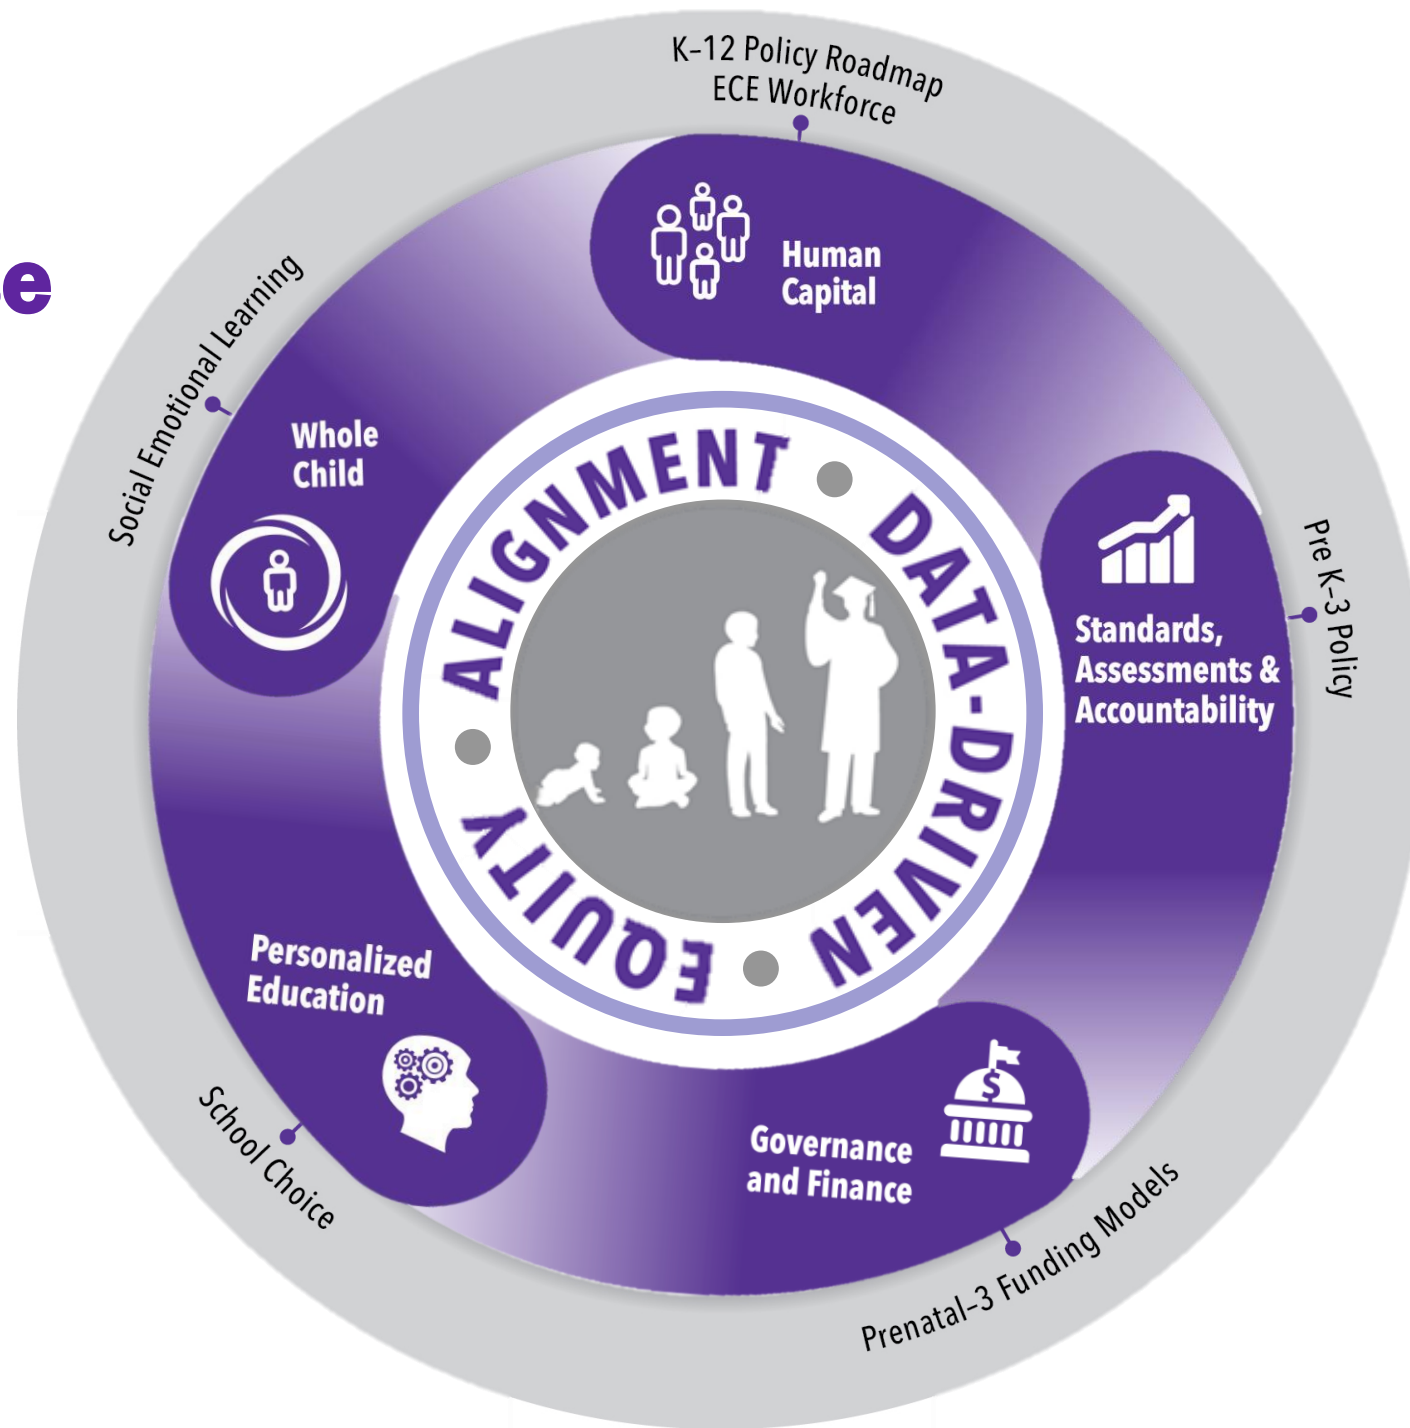 K–12 Policy Roadmap
ECE Workforce
Human
Capital
Social Emotional Learning
Whole
Child
ALIGNMENT
DATA-DRIVEN
EQUITY
Standards,
Assessments &
Accountability
Pre K–3 Policy
Personalized
Education
School Choice
$
Governance
and Finance
Prenatal–3 Funding Models